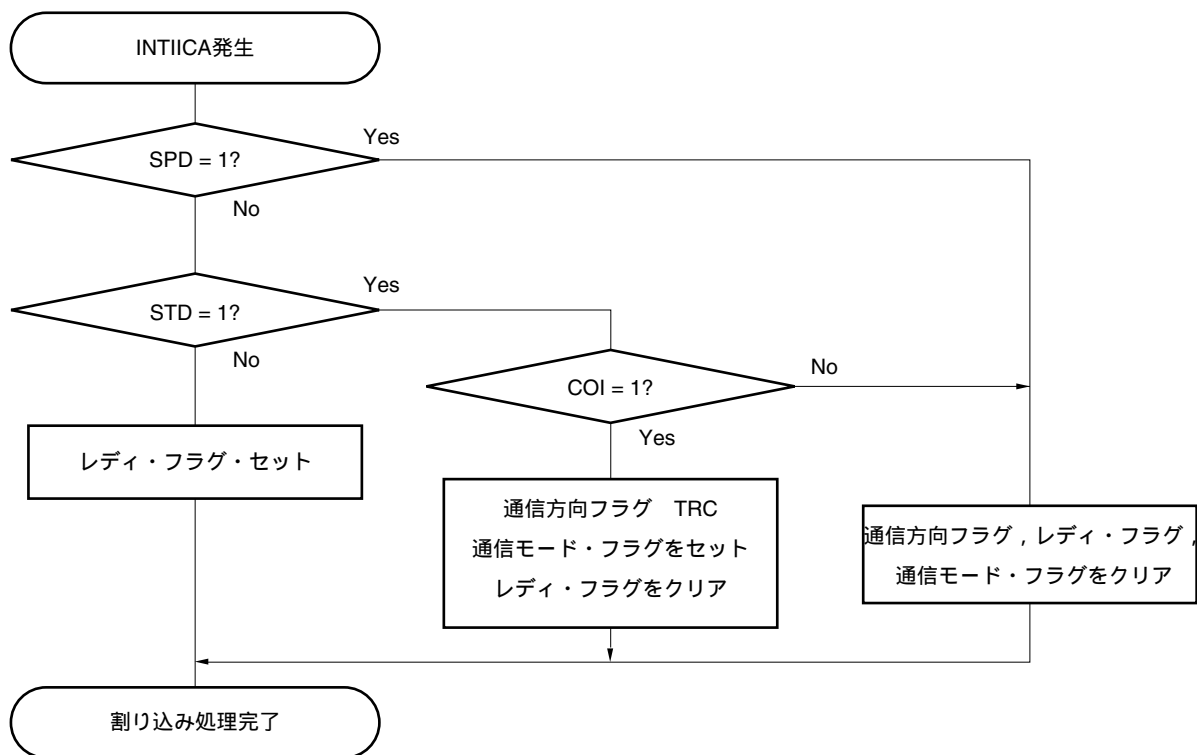 INTIICA発生
SPD = 1?
Yes
No
STD = 1?
Yes
No
COI = 1?
No
Yes
レディ・フラグ・セット
通信方向フラグ　TRC
通信モード・フラグをセット
レディ・フラグをクリア
通信方向フラグ , レディ・フラグ ,
通信モード・フラグをクリア
割り込み処理完了